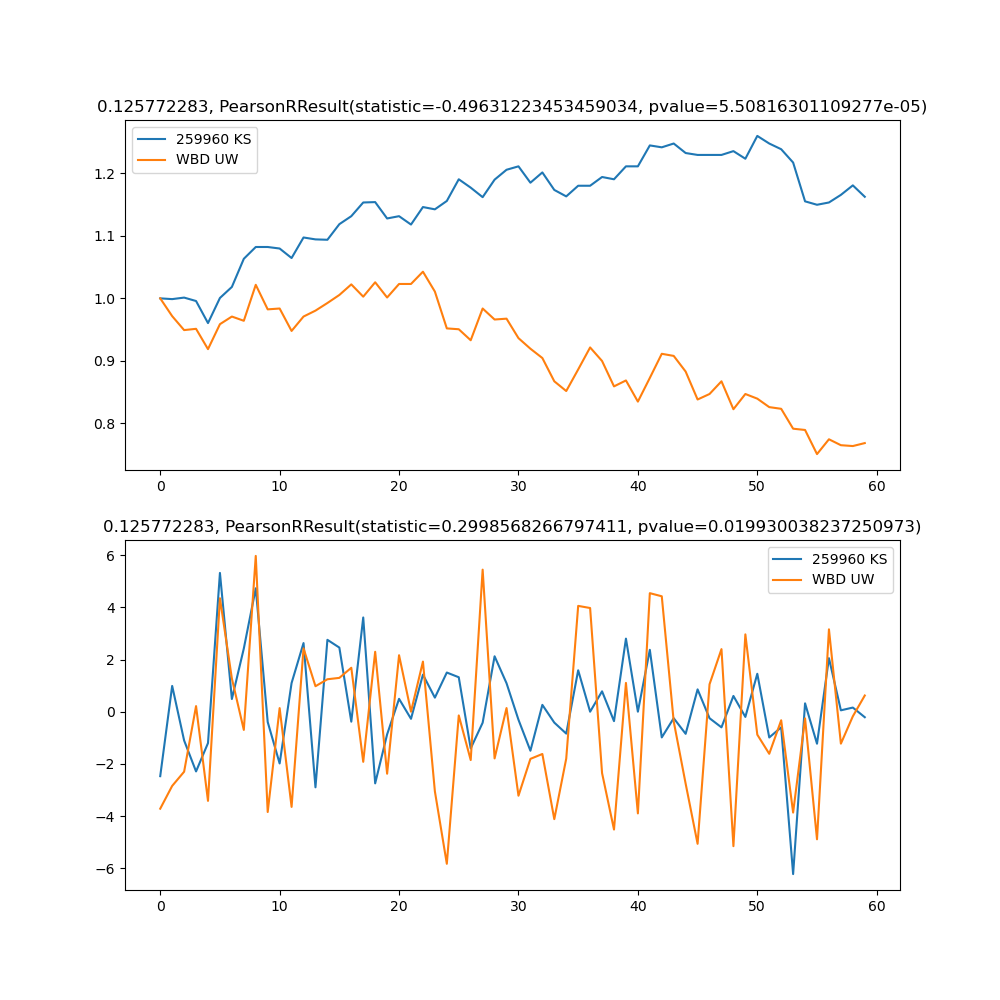 0.125772283, PearsonRResult(statistic=-0.49631223453459034, pvalue=5.50816301109277e-05)
259960 KS
WBD UW
1.2
1.1
1.0
0.9
0.8
0 10 20 30 40 50 60
0.125772283, PearsonRResult(statistic=0.2998568266797411, pvalue=0.019930038237250973)
259960 KS
WBD UW
6
4
2
0
−2
−4
−6
0 10 20 30 40 50 60